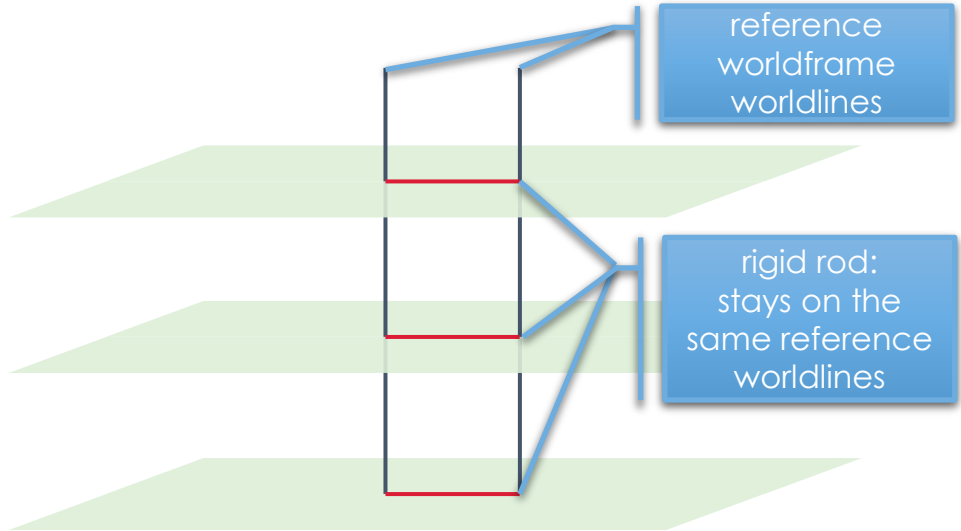 reference
worldframe
worldlines
rigid rod:
stays on the
same reference
worldlines